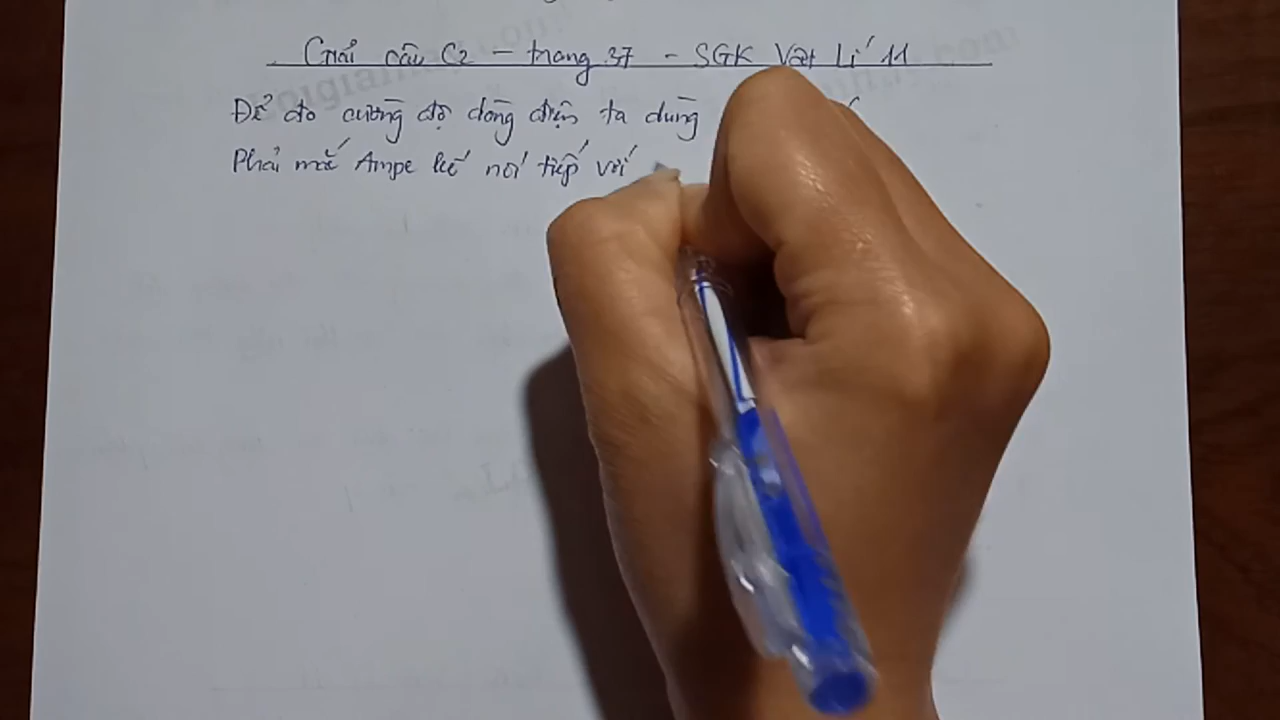 Giải câu C2 – trang 37 – SGK Vật Lí 11
Để đo cường độ dòng điện ta dùng
Phải mắc Ampe kế nối tiếp với